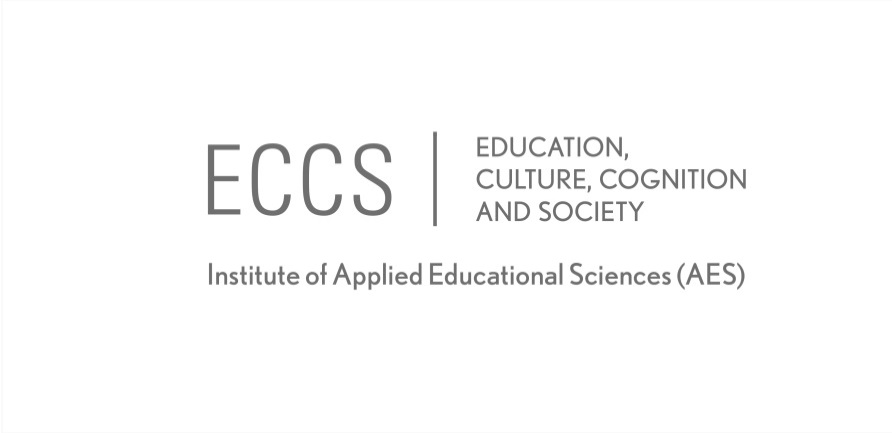 ECCS
EDUCATION,
CULTURE, COGNITION
AND SOCIETY
Institute of Applied Educational Sciences (AES)